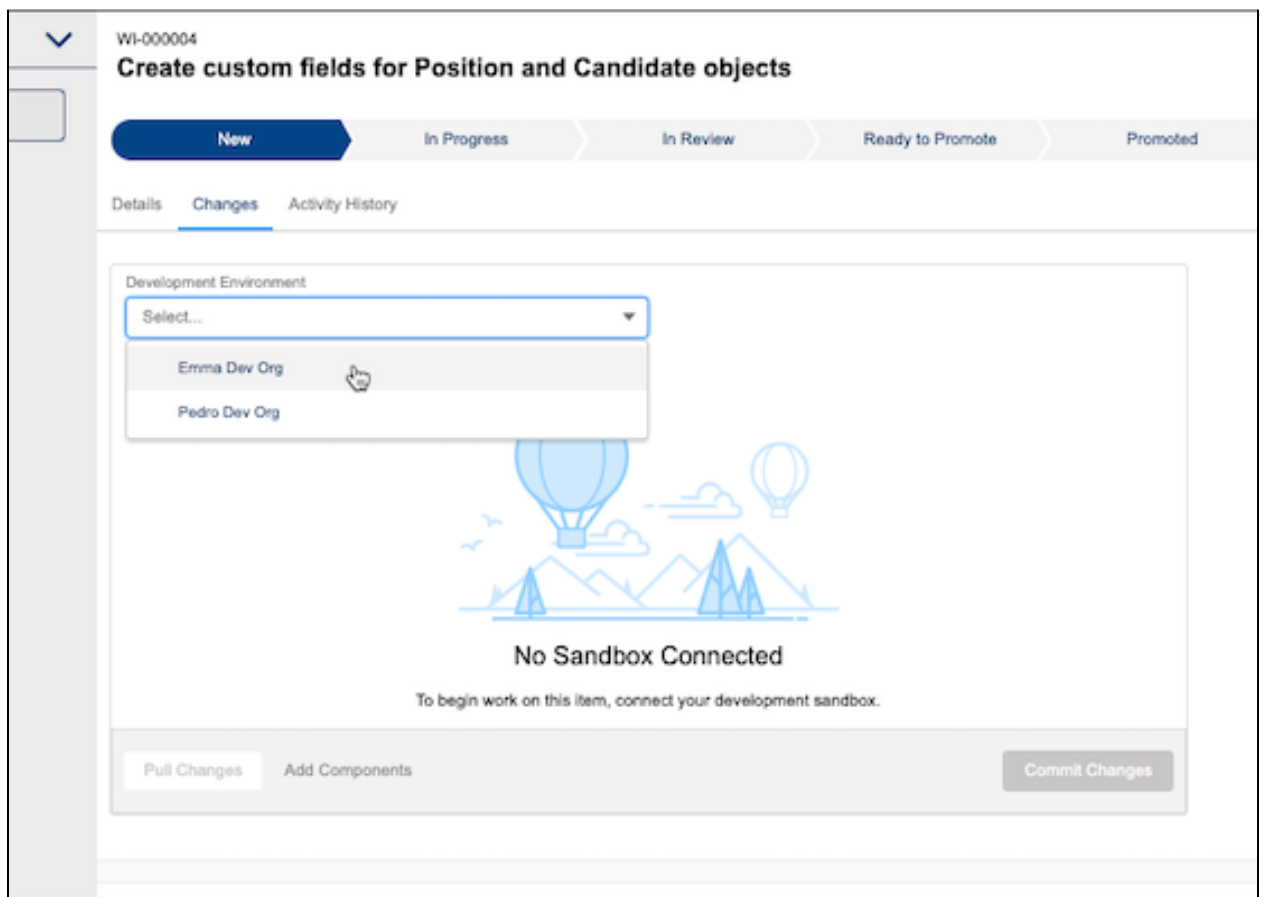 WI-000004
Create custom fields for Position and Candidate objects
New In Progress In Review Ready to Promote Promoted
Details Changes Activity History
Development Environment
Select...
Emma Dev Org
Pedro Dev Org
No Sandbox Connected
To begin work on this item, connect your development sandbox.
Pull Changes Add Components Commit Changes